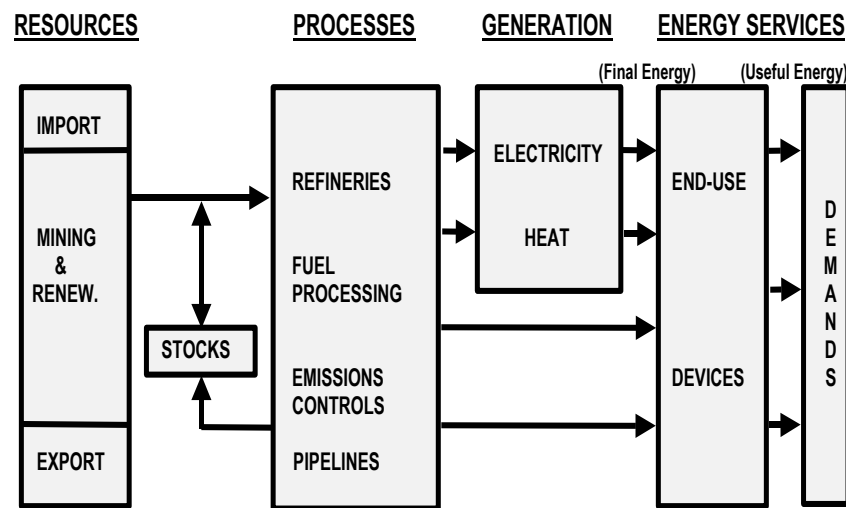 RESOURCES
PROCESSES
GENERATION
ENERGY SERVICES
(Final Energy)
(Useful Energy)
IMPORT
MINING
&
RENEW.
EXPORT
STOCKS
REFINERIES
FUEL
PROCESSING
EMISSIONS
CONTROLS
PIPELINES
ELECTRICITY
HEAT
END-USE
DEVICES
D
E
M
A
N
D
S